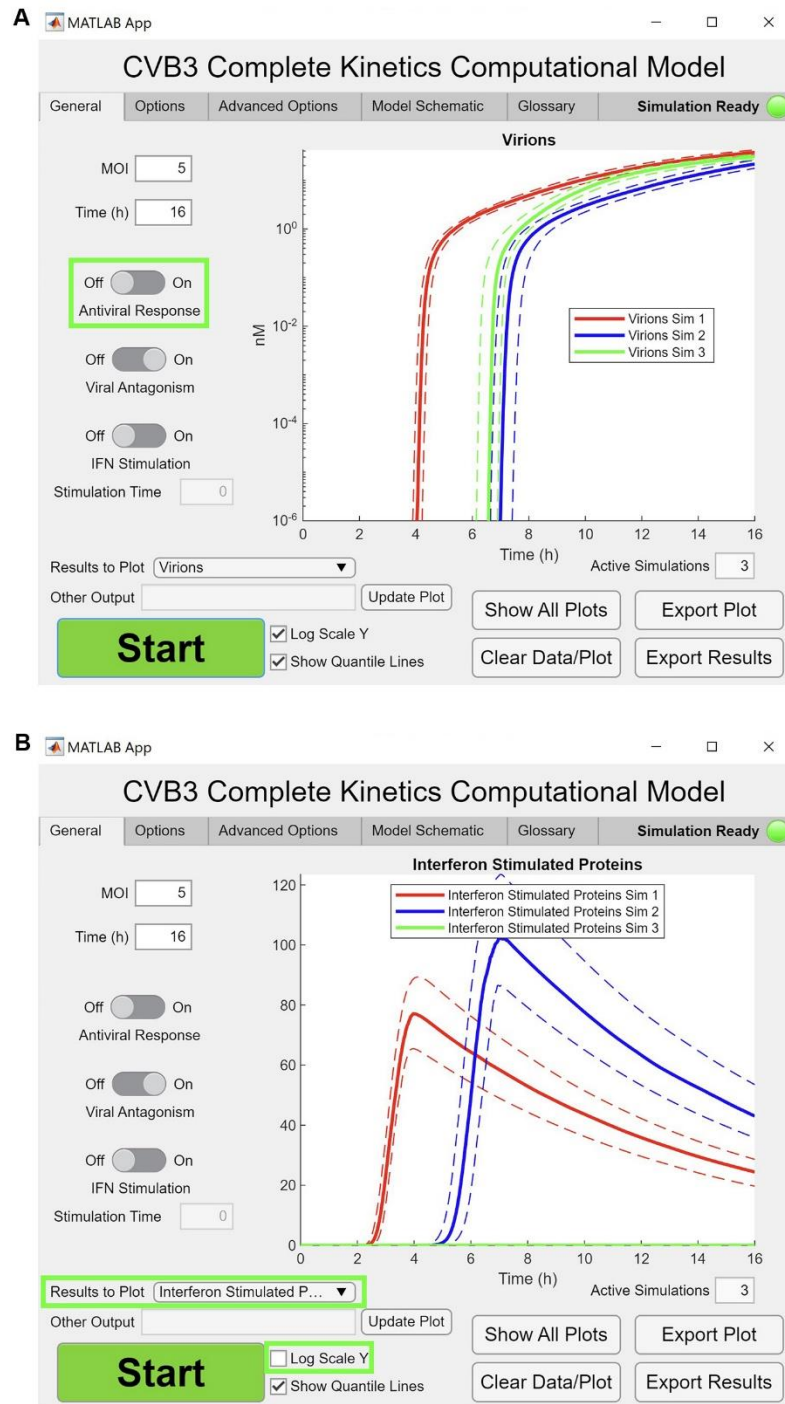 A MATLAB App
CVB3 Complete Kinetics Computational Model
General Options Advanced Options Model Schematic Glossary Simulation Ready
Virions
MOI 5
Time (h) 16
Off On
Antiviral Response
Off On
Viral Antagonism
Off On
IFN Stimulation
Stimulation Time 0
nM
10^0
10^-2
10^-4
10^-6
Virions Sim 1
Virions Sim 2
Virions Sim 3
0 2 4 6 8 10 12 14 16
Time (h)
Results to Plot Virions
Active Simulations 3
Other Output Update Plot
Start
Log Scale Y
Show Quantile Lines
Show All Plots Export Plot
Clear Data/Plot Export Results
B MATLAB App
CVB3 Complete Kinetics Computational Model
General Options Advanced Options Model Schematic Glossary Simulation Ready
Interferon Stimulated Proteins
MOI 5
Time (h) 16
Off On
Antiviral Response
Off On
Viral Antagonism
Off On
IFN Stimulation
Stimulation Time 0
120
100
80
60
40
20
0
Interferon Stimulated Proteins Sim 1
Interferon Stimulated Proteins Sim 2
Interferon Stimulated Proteins Sim 3
0 2 4 6 8 10 12 14 16
Time (h)
Results to Plot Interferon Stimulated P...
Active Simulations 3
Other Output Update Plot
Start
Log Scale Y
Show Quantile Lines
Show All Plots Export Plot
Clear Data/Plot Export Results